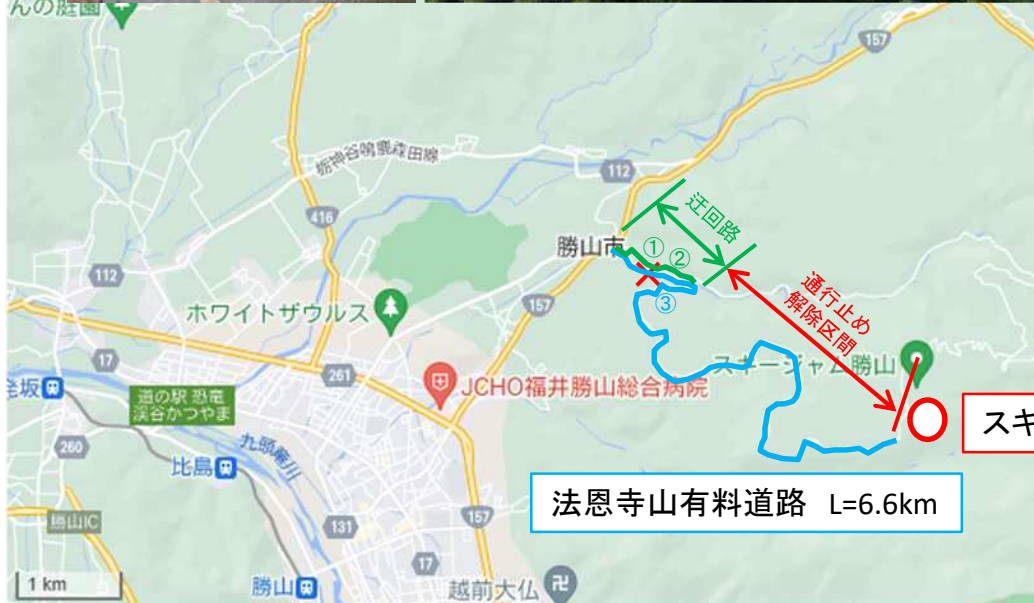 んの庭園
157
栃神谷鳴鹿森田線
112
416
迂回路
勝山市
①
②
112
通行止め
解除区間
ホワイトザウルス
157
③
スキージャム勝山
17
261
発坂
道の駅 恐竜
渓谷かつやま
JCHO福井勝山総合病院
スキ
九頭竜川
260
比島
法恩寺山有料道路 L=6.6km
勝山IC
131
157
17
1 km
勝山
越前大仏